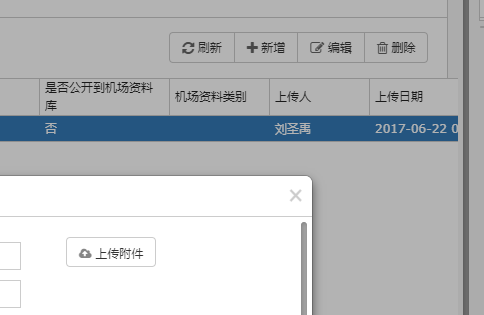 刷新 新增 编辑 删除
是否公开到机场资料
库
机场资料类别
上传人
上传日期
否
刘圣禹
2017-06-22 0
×
上传附件